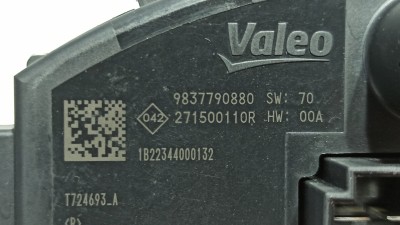 Valeo
9837790880 SW: 70
042 271500110R HW: 00A
1B22344000132
T724693_A